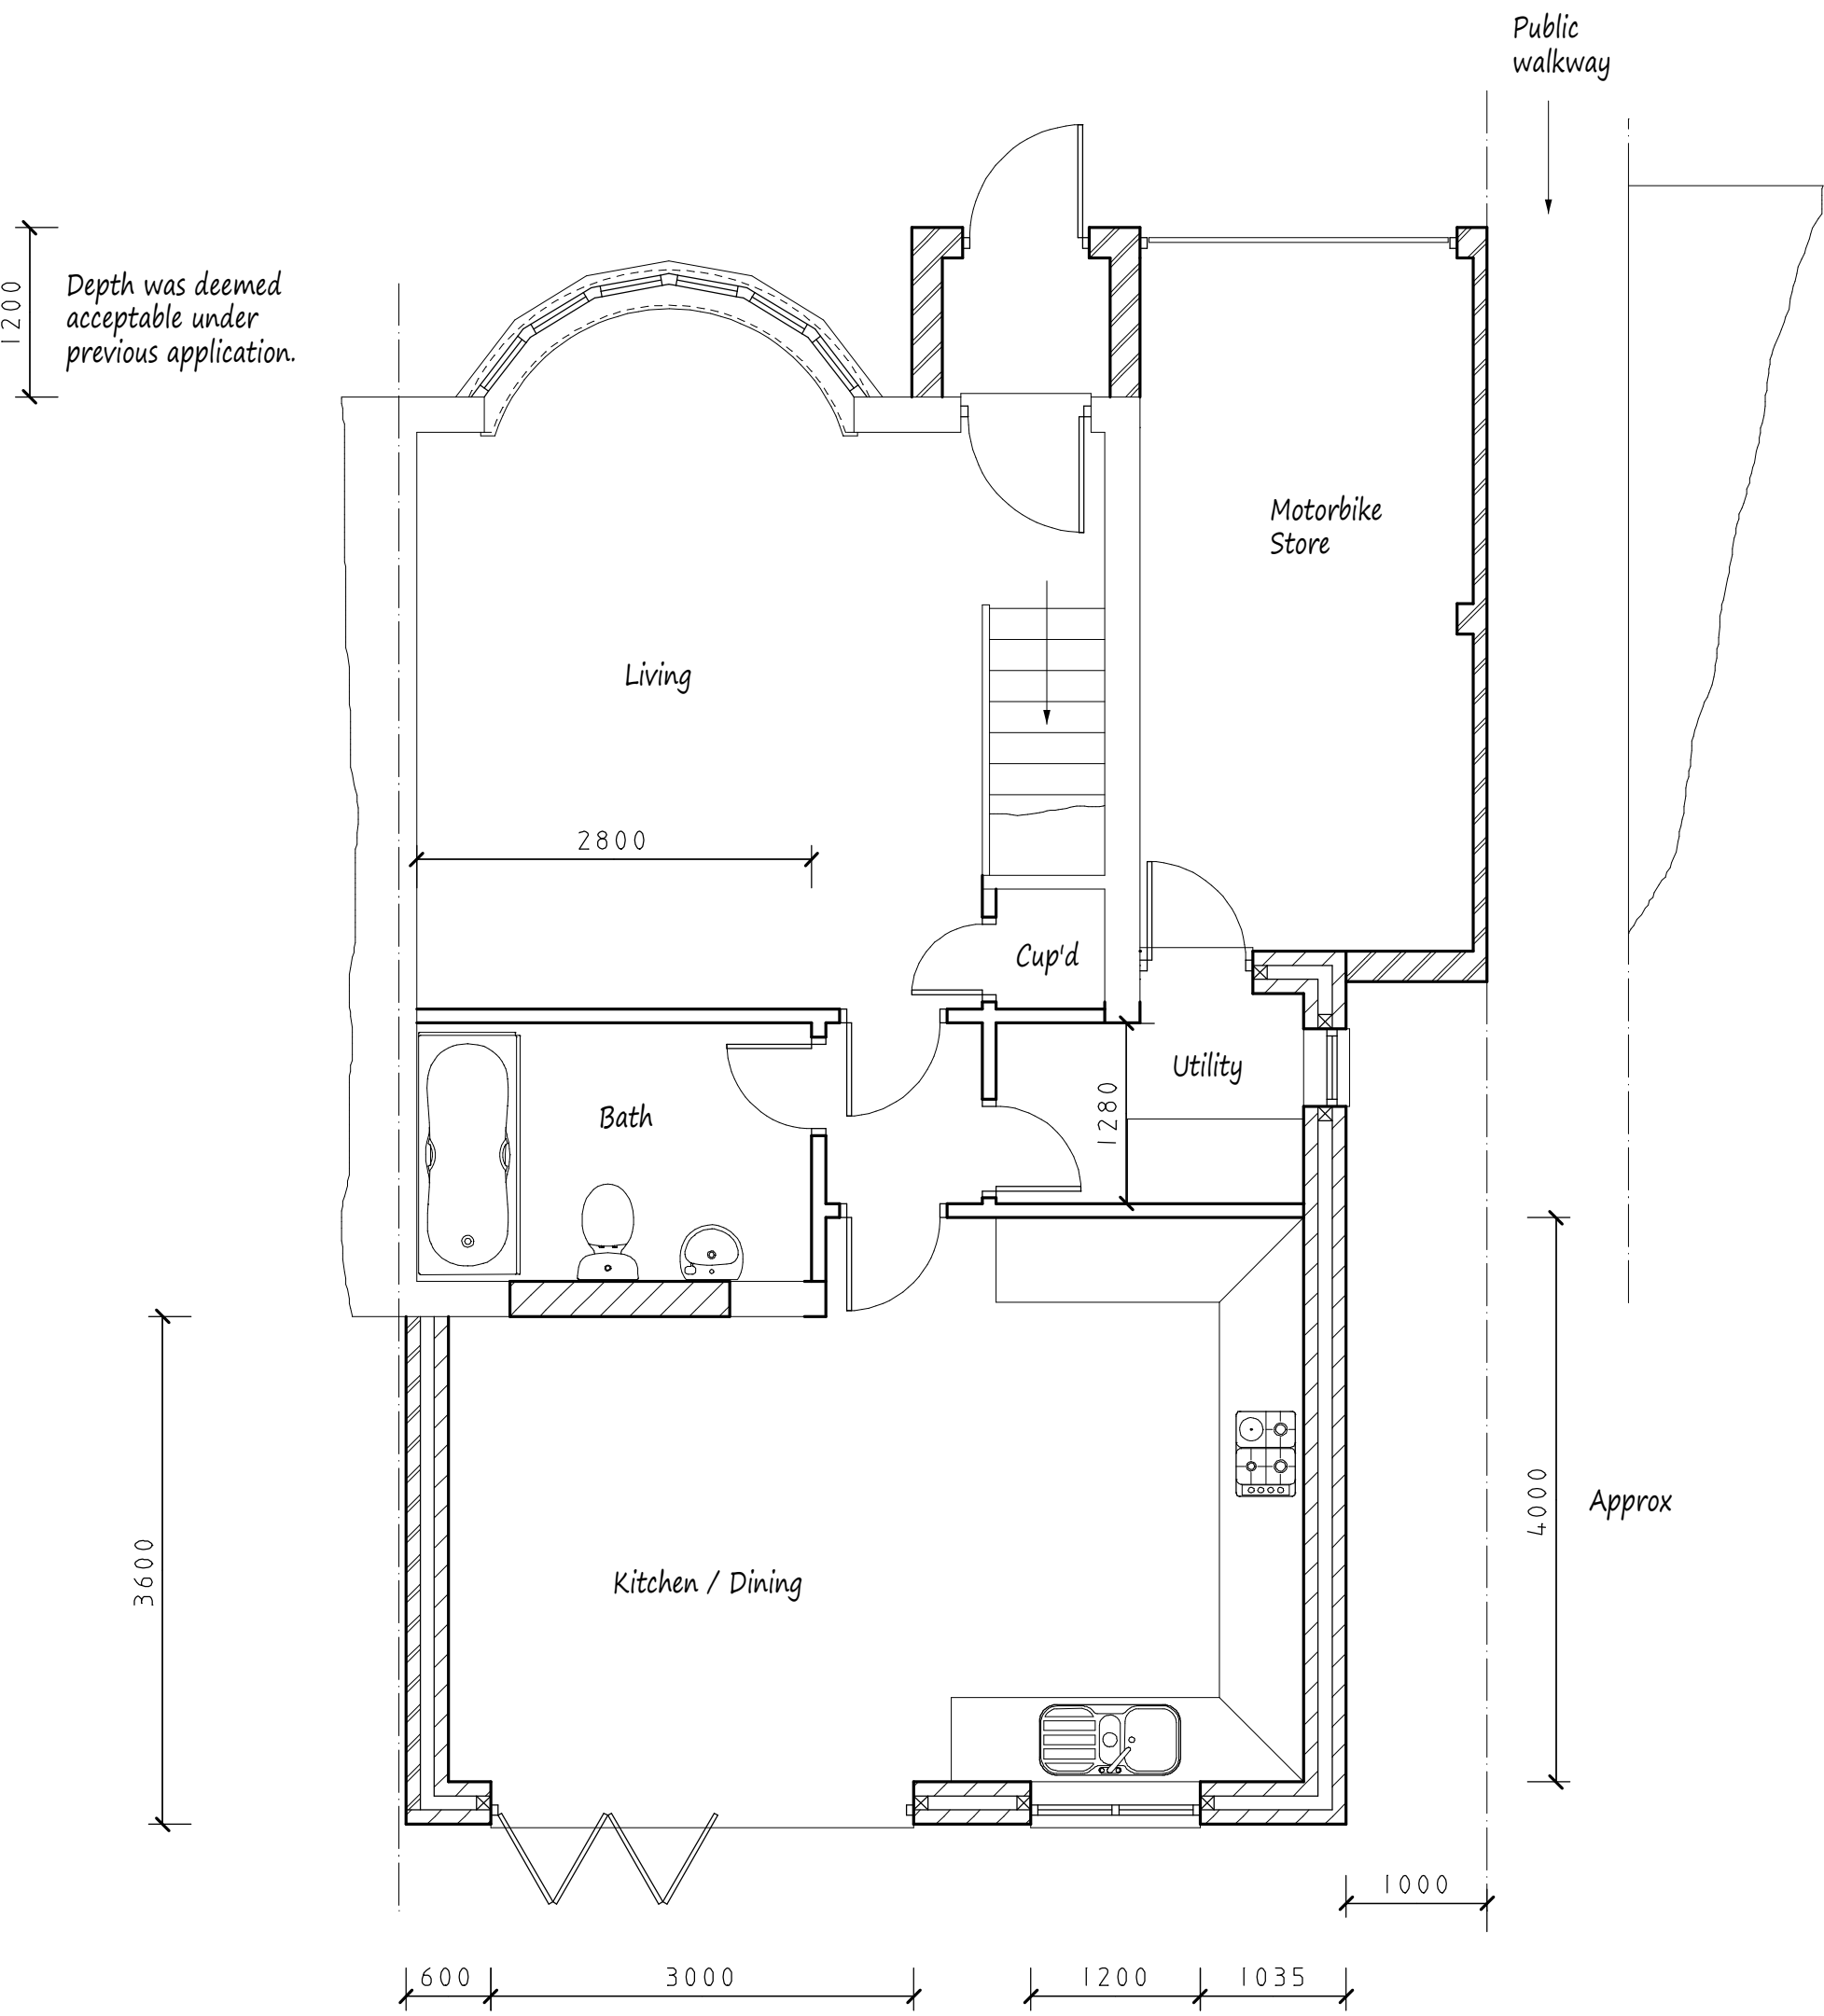 Public
walkway
1200
Depth was deemed
acceptable under
previous application.
Motorbike
Store
Living
2800
Cup'd
Utility
1280
Bath
4000
Approx
3600
Kitchen / Dining
1000
600
3000
1200
1035